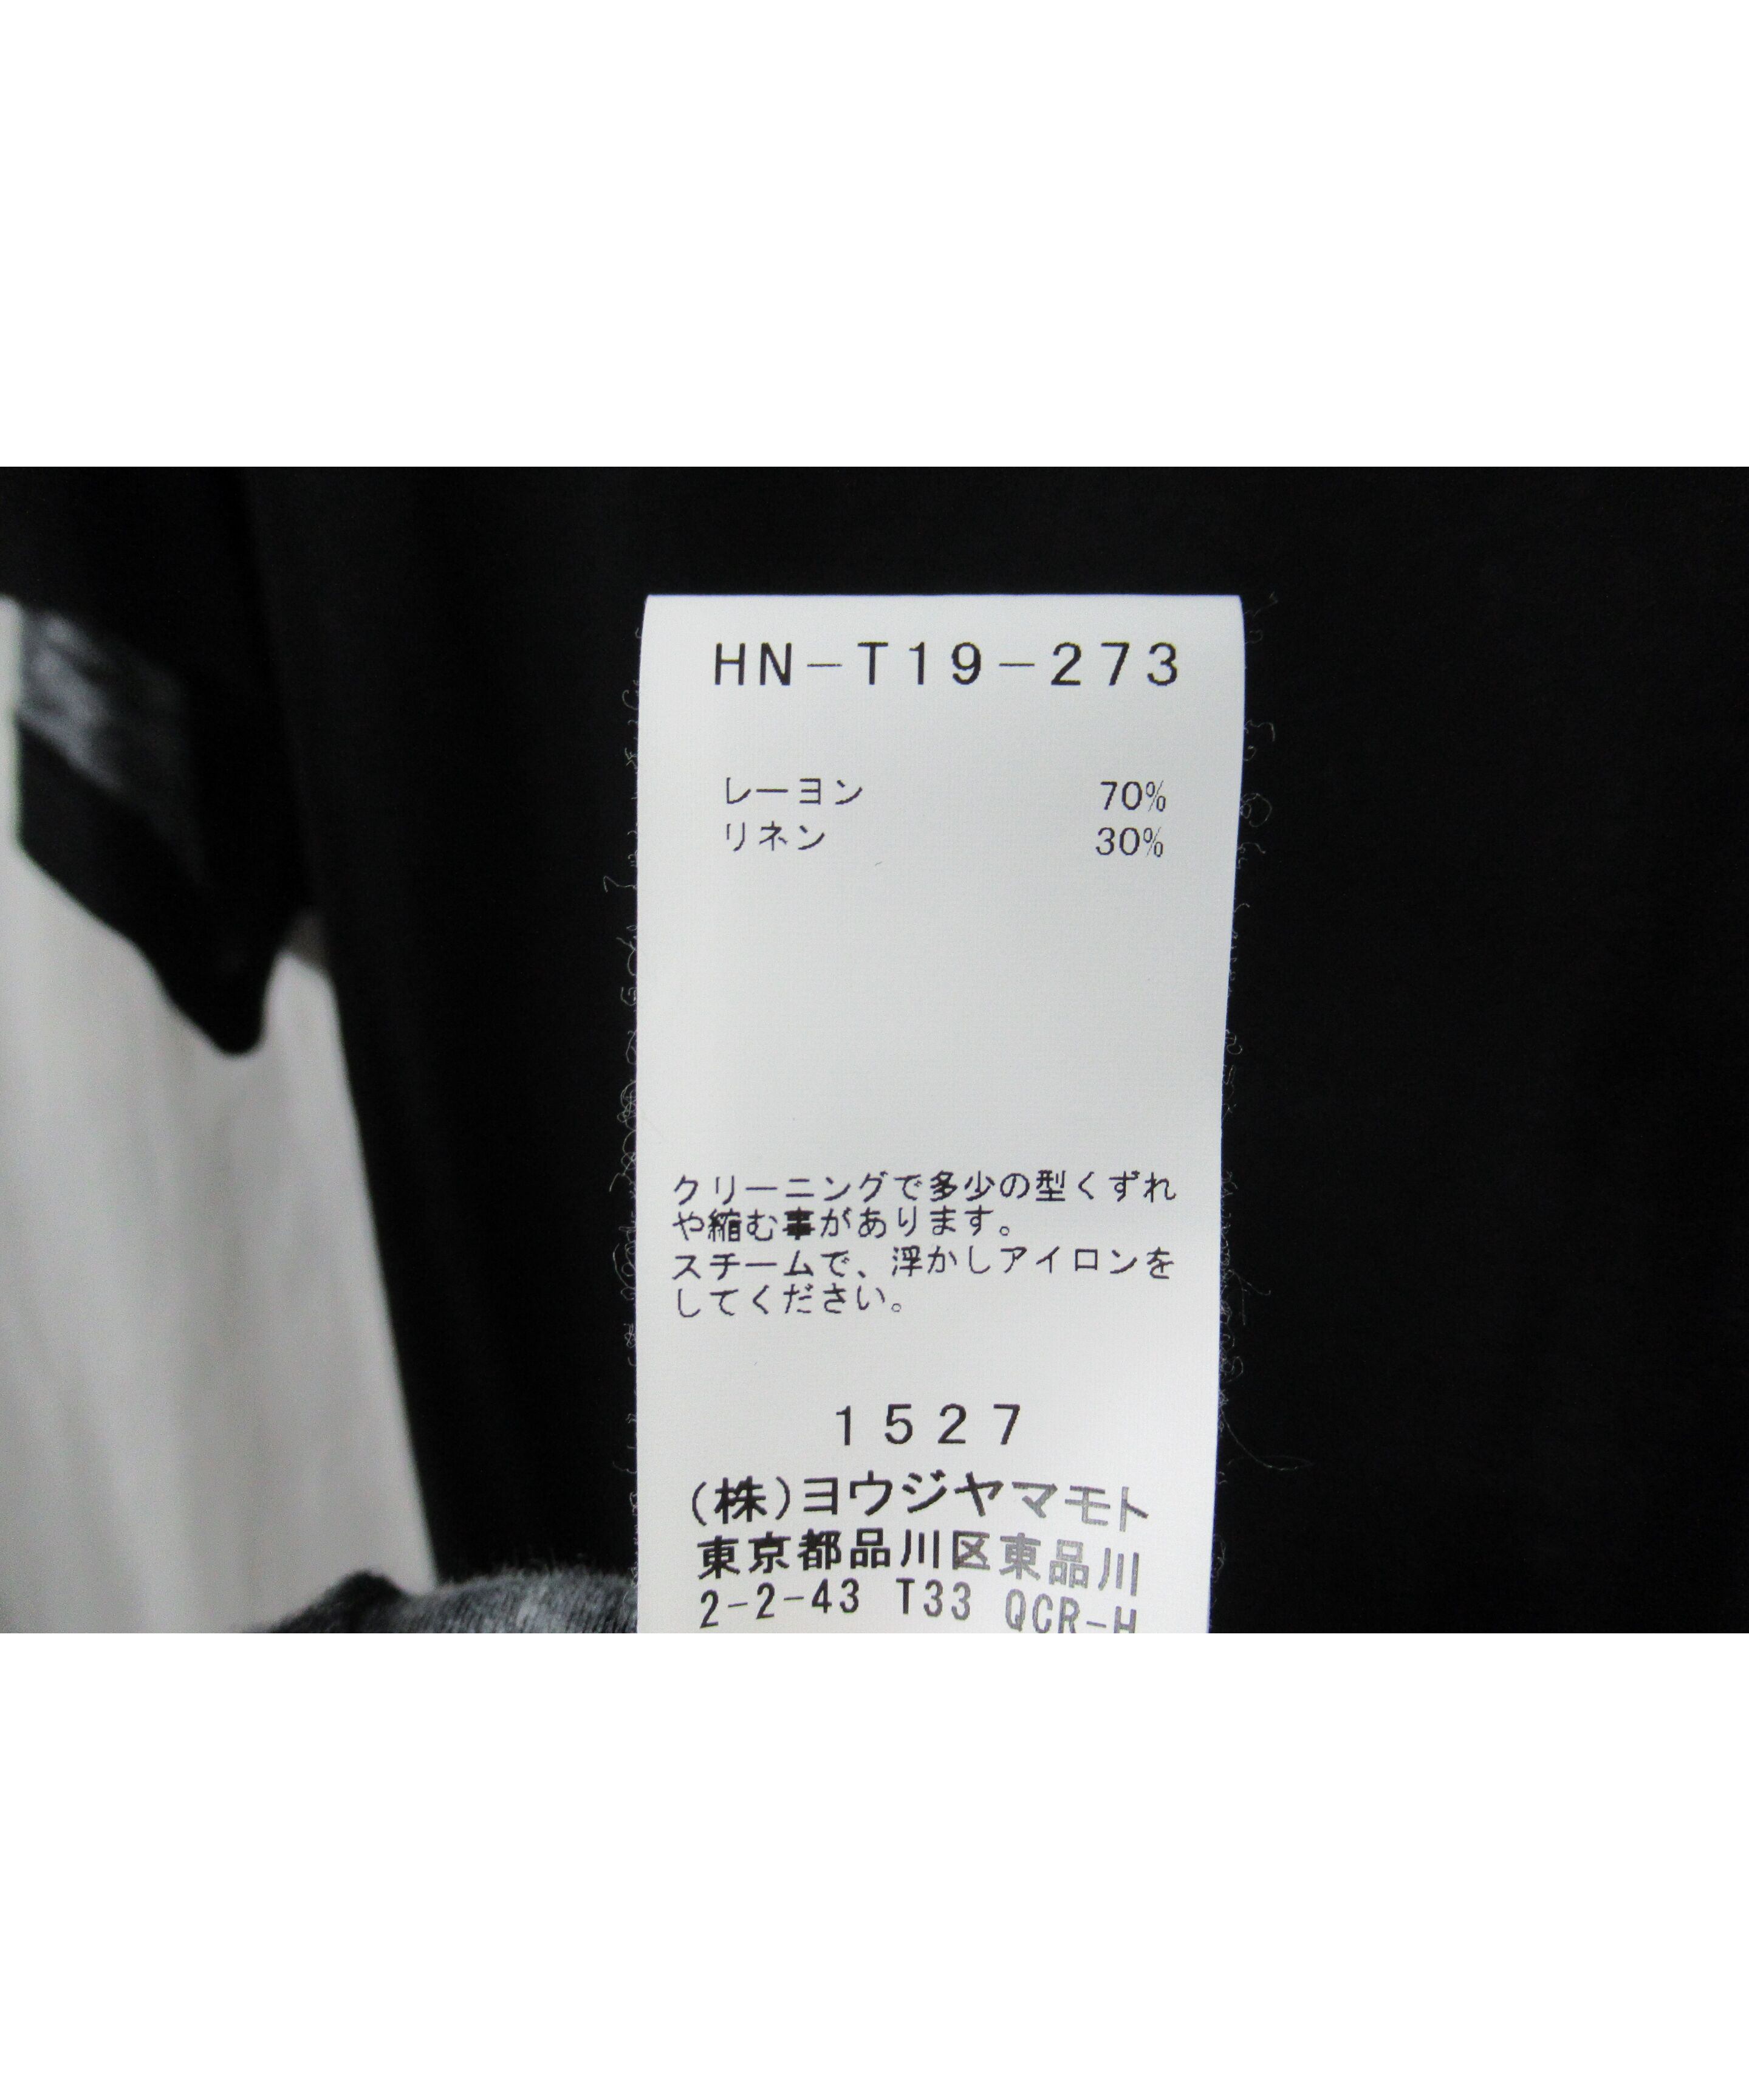 HN-T19-273
レーヨン 70%
リネン 30%
クリーニングで多少の型くずれ
や縮む事があります。
スチームで、浮かしアイロンを
してください。
1527
(株)ヨウジヤマモト
東京都品川区東品川
2-2-43 T33 QCR-H